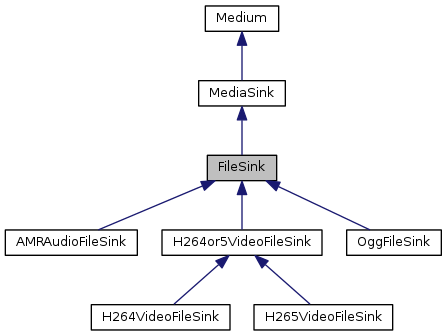 Medium
MediaSink
FileSink
AMRAudioFileSink
H264or5VideoFileSink
OggFileSink
H264VideoFileSink
H265VideoFileSink